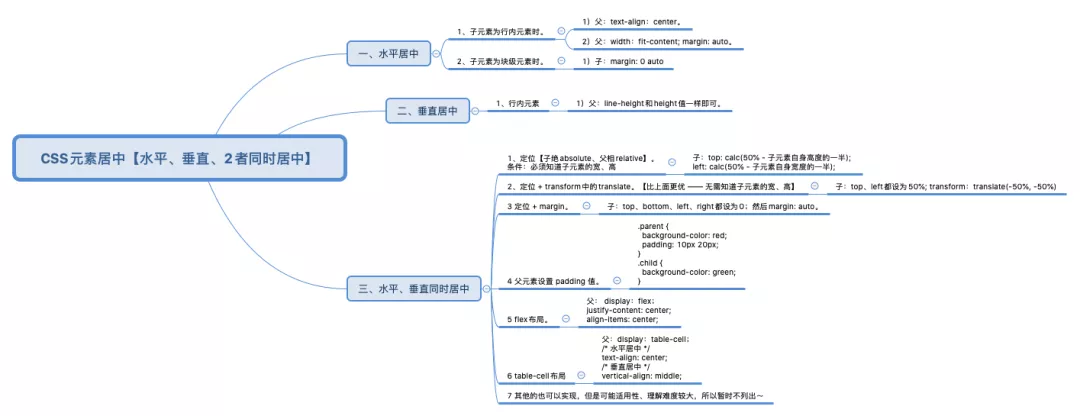 CSS元素居中【水平、垂直、2者同时居中】
一、水平居中
1、子元素为行内元素时。
1）父：text-align：center。
2）父：width：fit-content; margin: auto。
2、子元素为块级元素时。
1）子：margin: 0 auto
二、垂直居中
1、行内元素
1）父：line-height和height值一样即可。
三、水平、垂直同时居中
1、定位【子绝absolute、父相relative】。
条件：必须知道子元素的宽、高
子：top: calc(50% - 子元素自身高度的一半);
left: calc(50% - 子元素自身宽度的一半);
2、定位 + transform中的translate。【比上面更优 —— 无需知道子元素的宽、高】
子：top、left都设为 50%; transform：translate(-50%, -50%)
3 定位 + margin。
子：top、bottom、left、right都设为0；然后margin: auto。
4 父元素设置 padding 值。
.parent {
background-color: red;
padding: 10px 20px;
}
.child {
background-color: green;
}
5 flex布局。
父： display：flex；
justify-content: center;
align-items: center;
6 table-cell布局
父：display：table-cell；
/* 水平居中 */
text-align: center;
/* 垂直居中 */
vertical-align: middle;
7 其他的也可以实现，但是可能适用性、理解难度较大，所以暂时不列出～